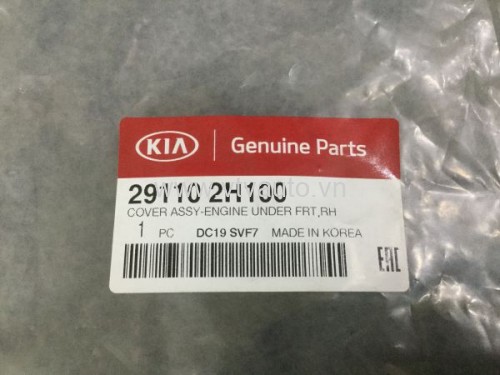 KIA Genuine Parts
29110 2H100
COVER ASSY-ENGINE UNDER FRT,RH
1 PC DC19 SVF7 MADE IN KOREA
EAC